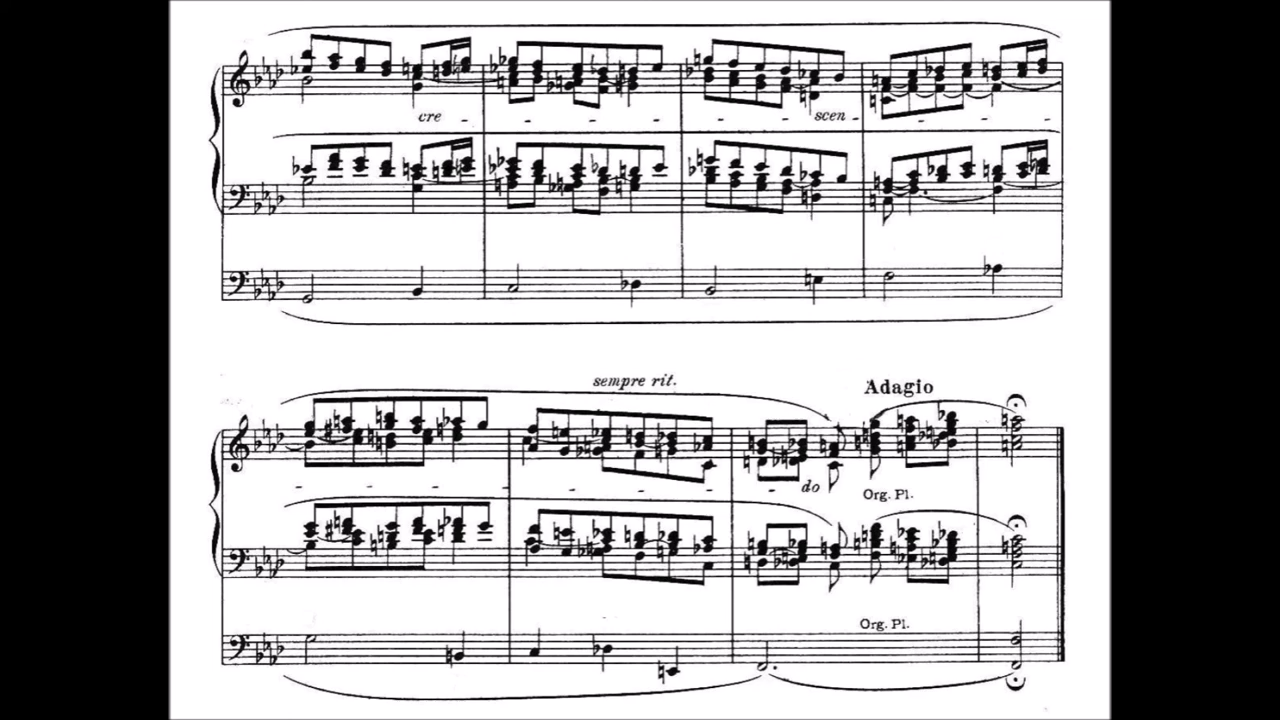 cre - - - - - scen - - - -
sempre rit.
Adagio
- - - - - - - - do
Org. Pl.
Org. Pl.